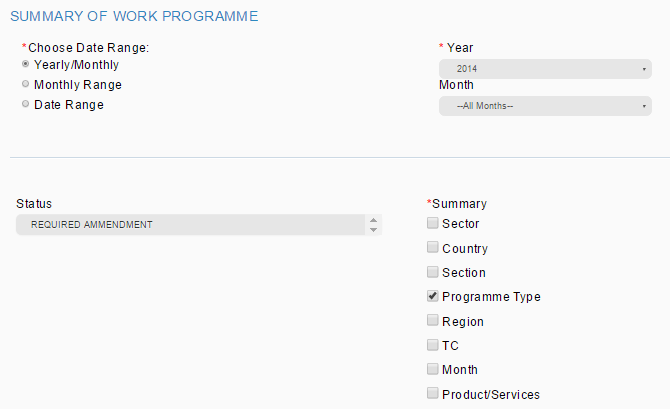 SUMMARY OF WORK PROGRAMME
*Choose Date Range:
Yearly/Monthly
Monthly Range
Date Range
* Year
2014
Month
--All Months--
Status
REQUIRED AMMENDMENT
*Summary
Sector
Country
Section
Programme Type
Region
TC
Month
Product/Services